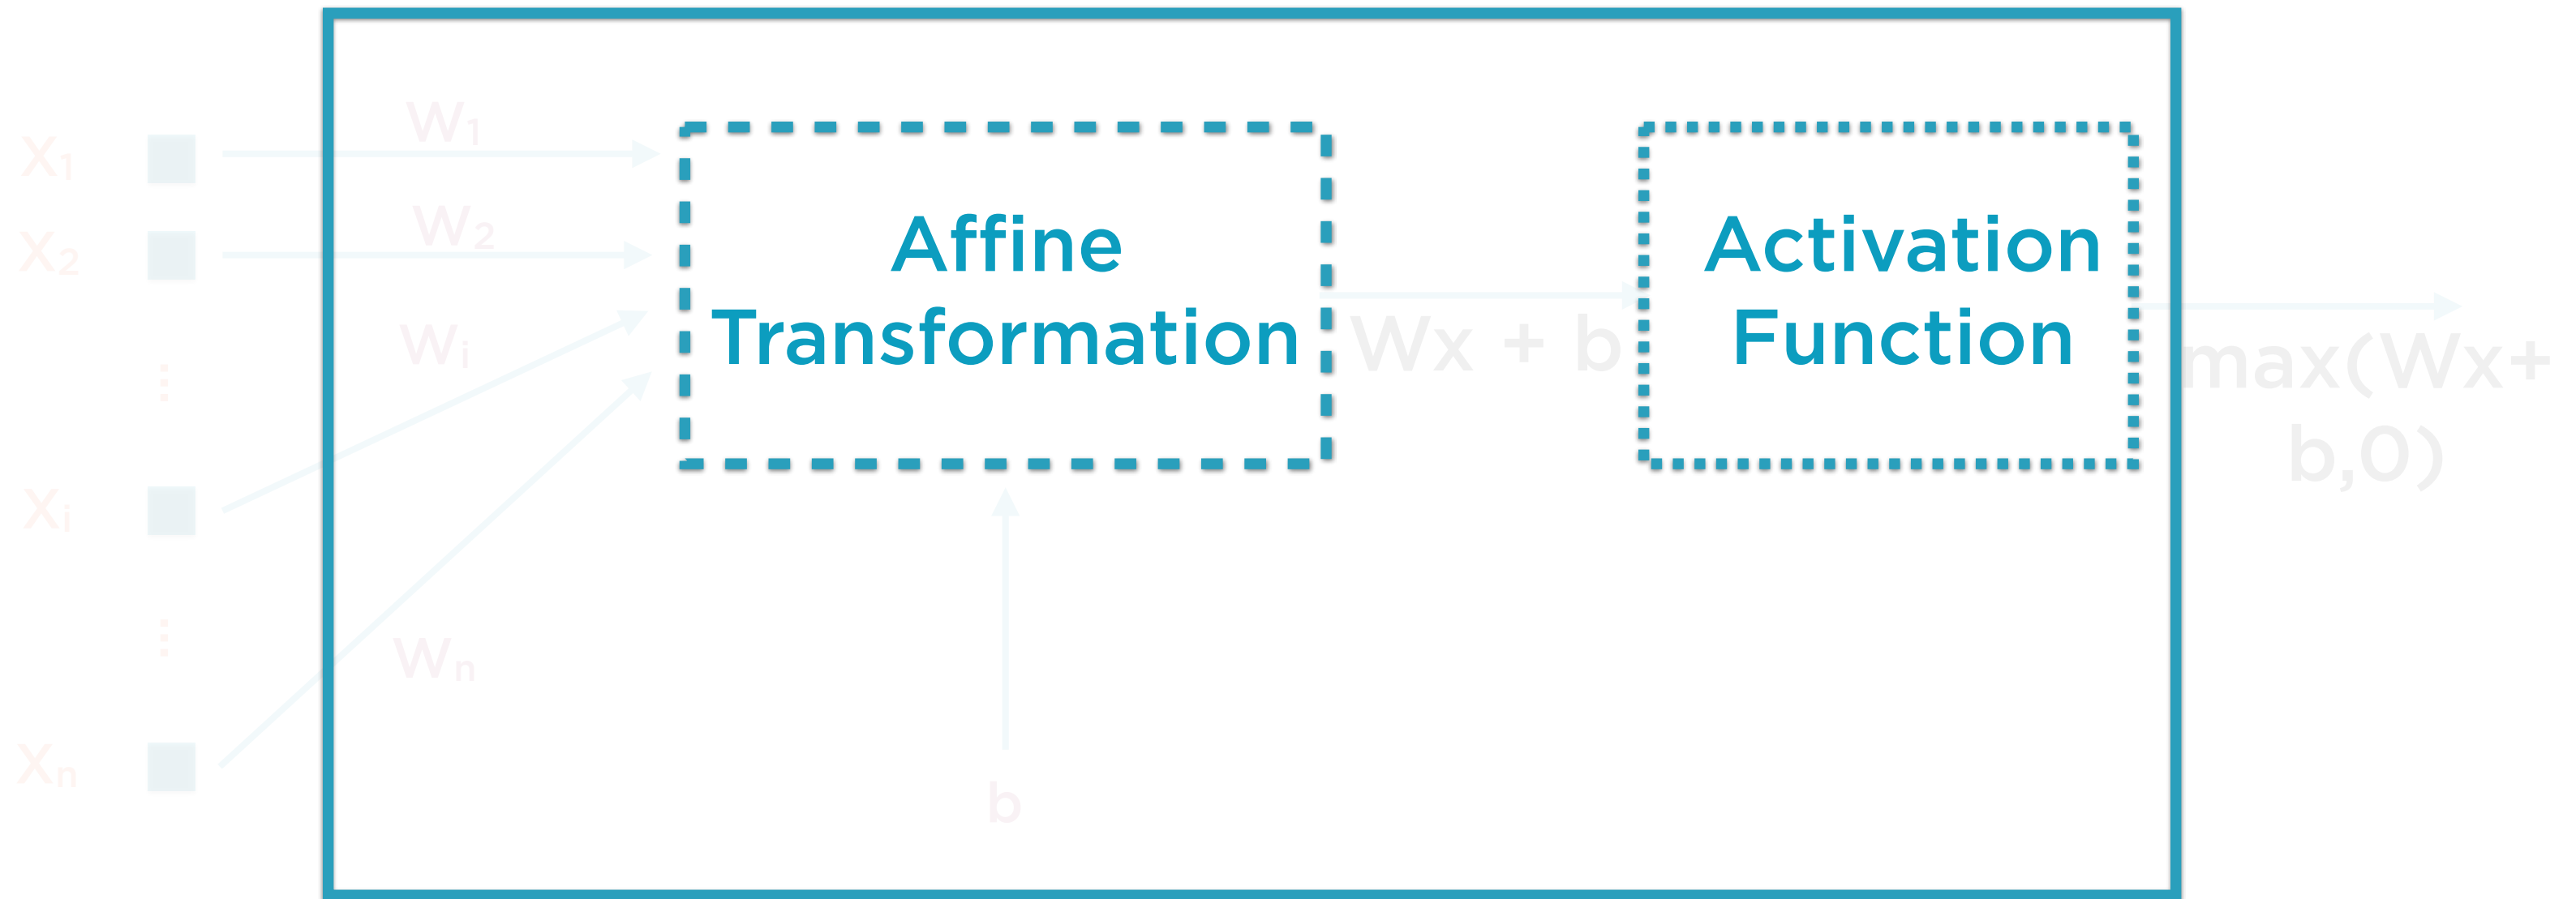 W₁
X₁
W₂
X₂
Affine
Transformation
Activation
Function
Wᵢ
Wx + b
max(Wx+
b,0)
⋮
Xᵢ
⋮
Wₙ
Xₙ
b